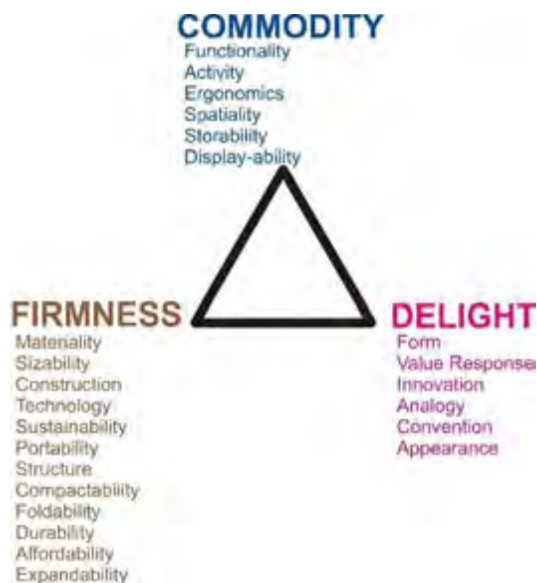 COMMODITY
Functionality
Activity
Ergonomics
Spatiality
Storability
Display-ability
FIRMNESS
Materiality
Sizability
Construction
Technology
Sustainability
Portability
Structure
Compactability
Foldability
Durability
Affordability
Expandability
DELIGHT
Form
Value Response
Innovation
Analogy
Convention
Appearance